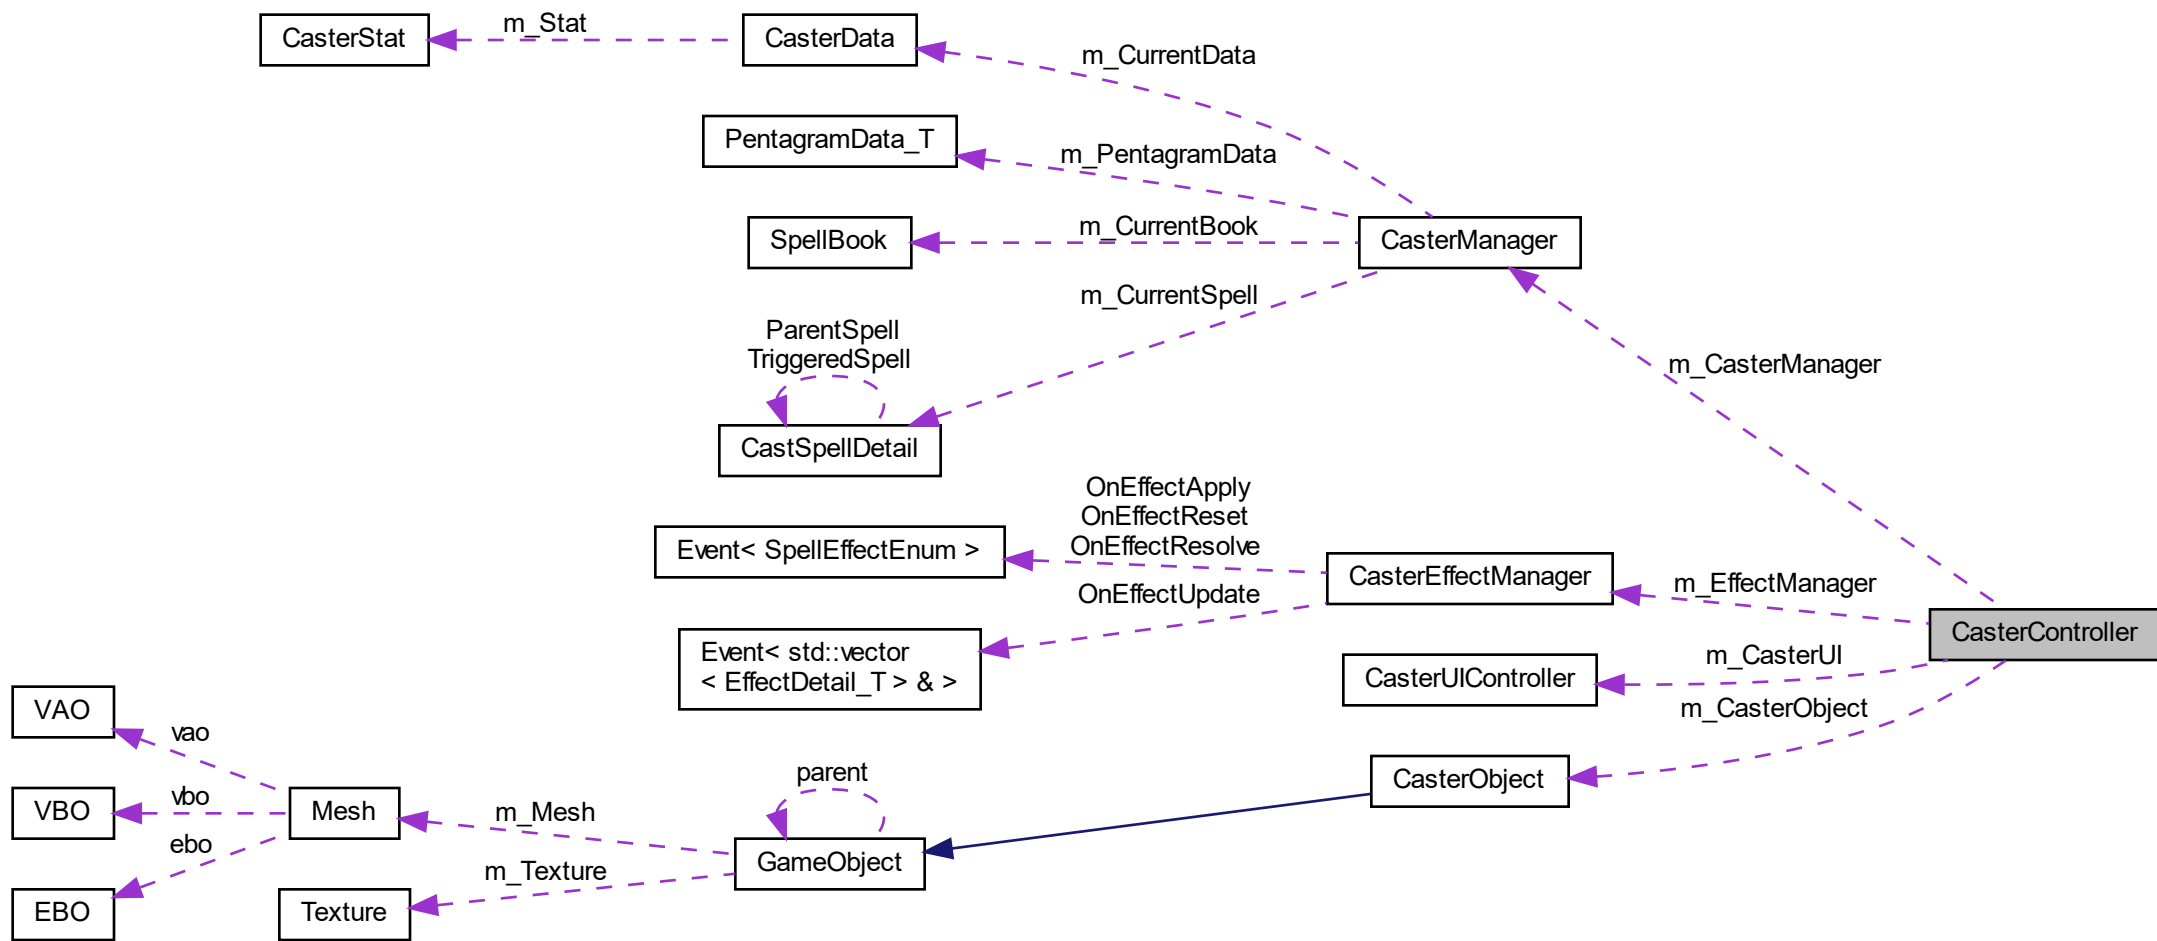 CasterStat
m_Stat
CasterData
m_CurrentData
PentagramData_T
m_PentagramData
SpellBook
m_CurrentBook
CasterManager
m_CurrentSpell
ParentSpell
TriggeredSpell
m_CasterManager
CastSpellDetail
OnEffectApply
OnEffectReset
OnEffectResolve
Event< SpellEffectEnum >
CasterEffectManager
m_EffectManager
OnEffectUpdate
CasterController
Event< std::vector
< EffectDetail_T > & >
m_CasterUI
CasterUIController
m_CasterObject
VAO
vao
parent
CasterObject
VBO
vbo
Mesh
m_Mesh
ebo
GameObject
m_Texture
EBO
Texture